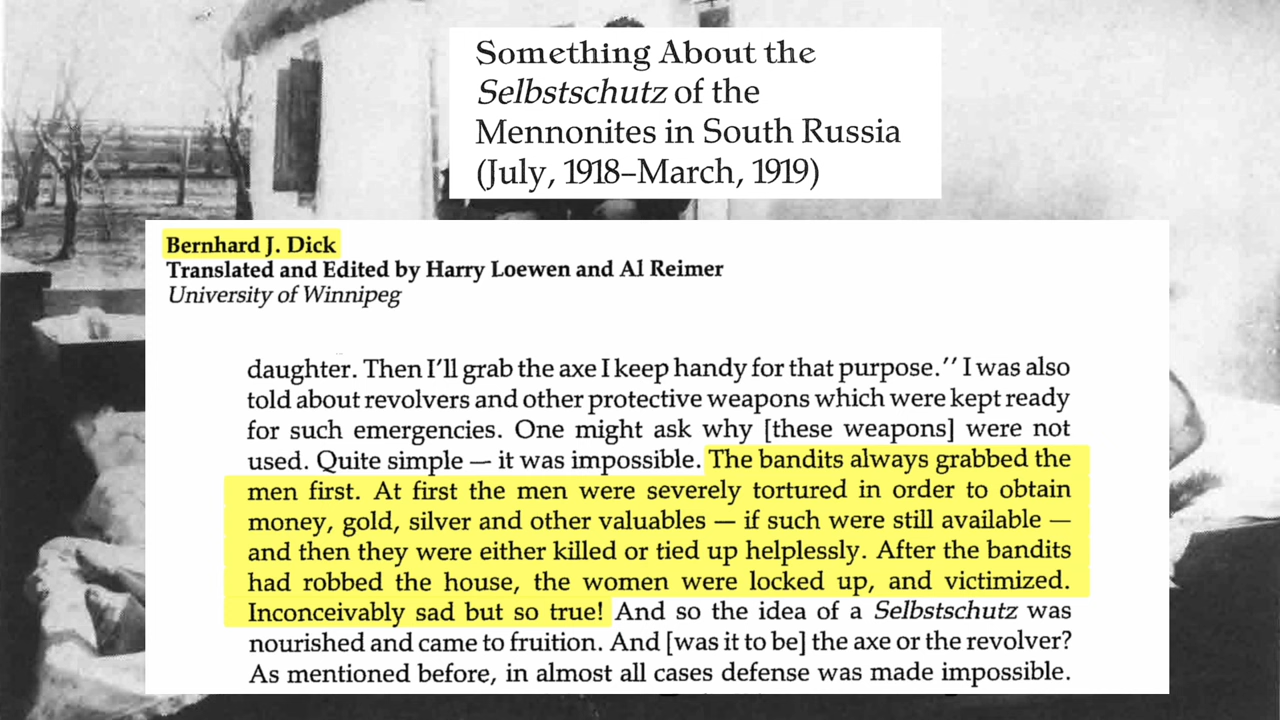 Something About the
Selbstschutz of the
Mennonites in South Russia
(July, 1918–March, 1919)
Bernhard J. Dick
Translated and Edited by Harry Loewen and Al Reimer
University of Winnipeg
daughter. Then I'll grab the axe I keep handy for that purpose.'' I was also
told about revolvers and other protective weapons which were kept ready
for such emergencies. One might ask why [these weapons] were not
used. Quite simple — it was impossible. The bandits always grabbed the
men first. At first the men were severely tortured in order to obtain
money, gold, silver and other valuables — if such were still available —
and then they were either killed or tied up helplessly. After the bandits
had robbed the house, the women were locked up, and victimized.
Inconceivably sad but so true! And so the idea of a Selbstschutz was
nourished and came to fruition. And [was it to be] the axe or the revolver?
As mentioned before, in almost all cases defense was made impossible.